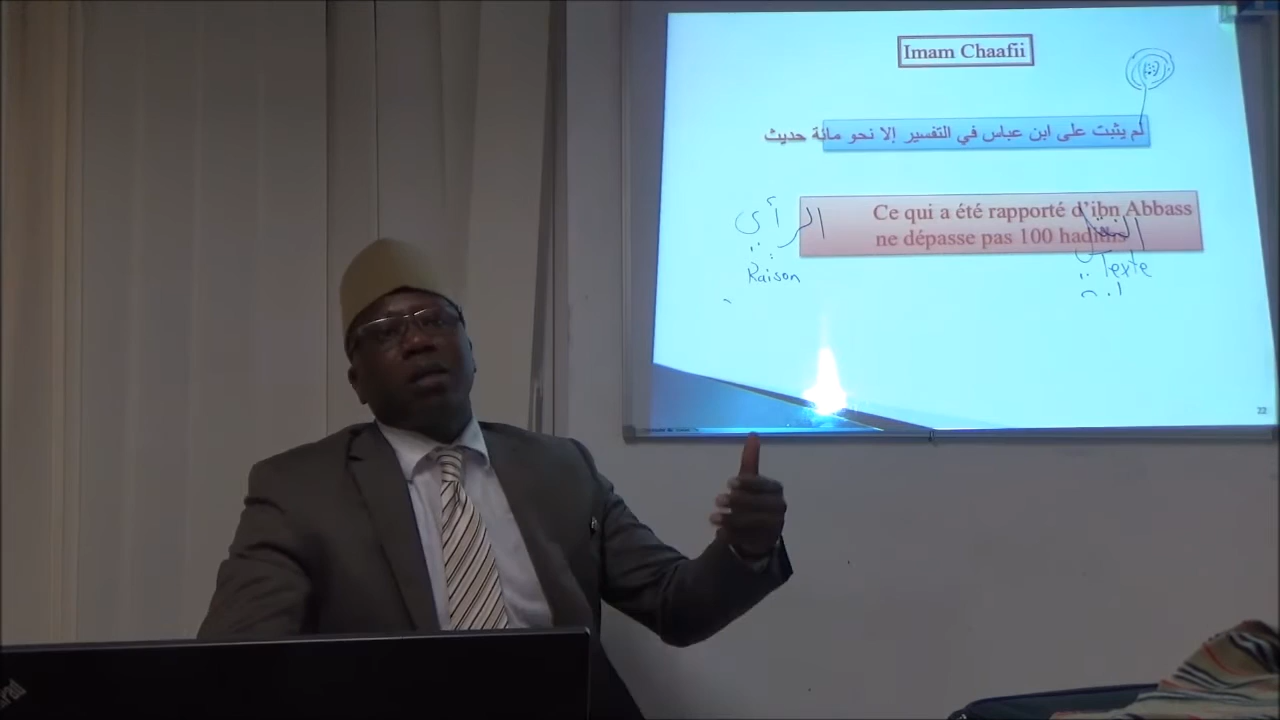 Imam Chaafii
لم يثبت على ابن عباس في التفسير إلا نحو مائة حديث
Ce qui a été rapporté d'ibn Abbass
ne dépasse pas 100 hadiths
النقل
Texte
الرأي
Raison
22